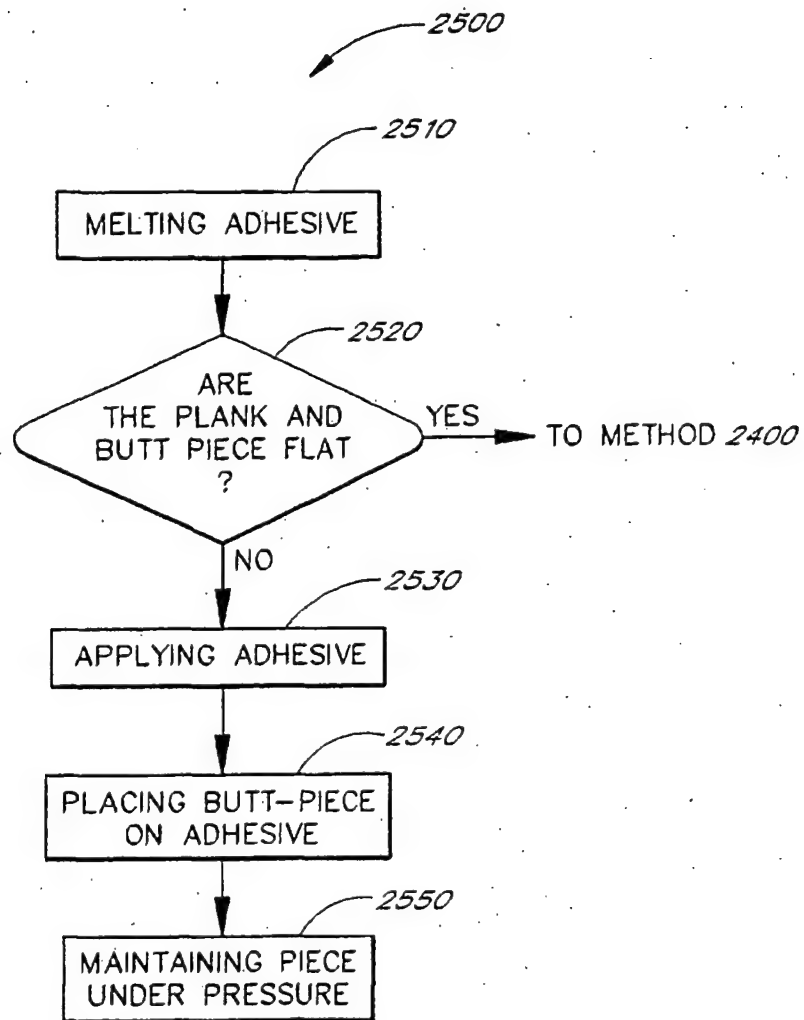 2500
2510
MELTING ADHESIVE
2520
ARE
THE PLANK AND
BUTT PIECE FLAT
?
YES
TO METHOD 2400
NO
2530
APPLYING ADHESIVE
2540
PLACING BUTT-PIECE
ON ADHESIVE
2550
MAINTAINING PIECE
UNDER PRESSURE